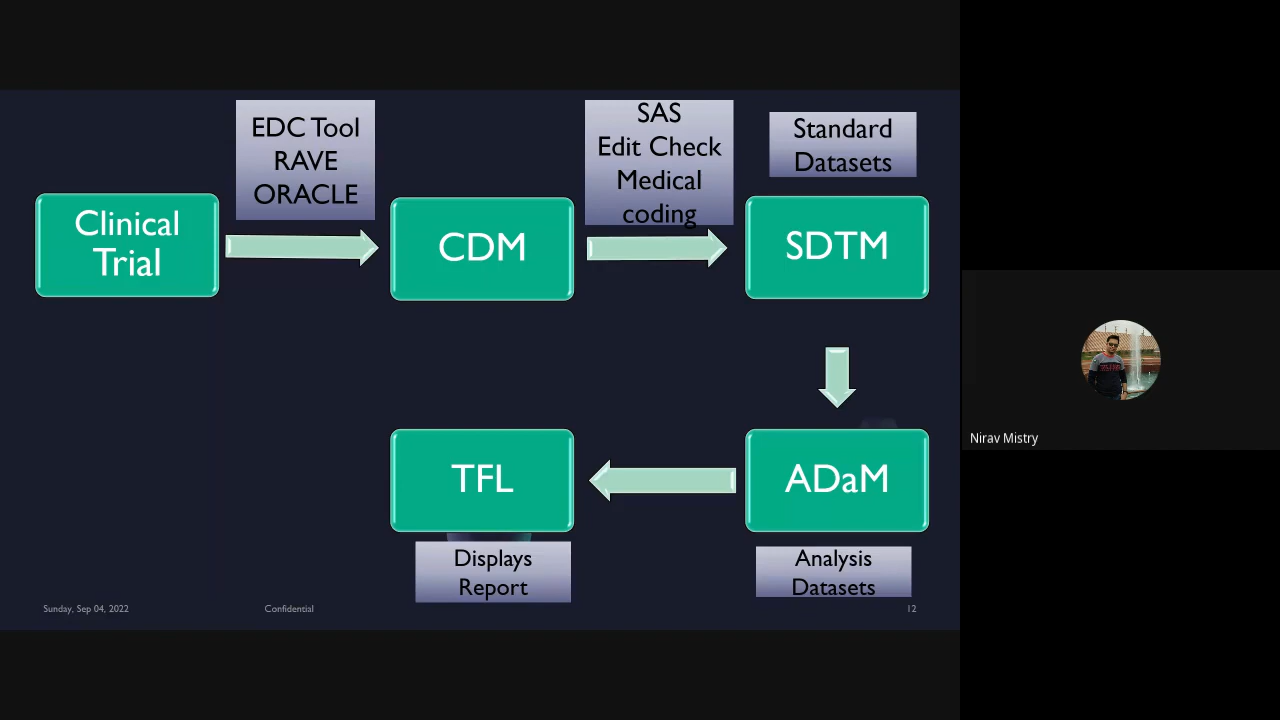 EDC Tool
RAVE
ORACLE
SAS
Edit Check
Medical
coding
Standard
Datasets
Clinical
Trial
CDM
SDTM
TFL
ADaM
Displays
Report
Analysis
Datasets
Sunday, Sep 04, 2022
Confidential
12
Nirav Mistry